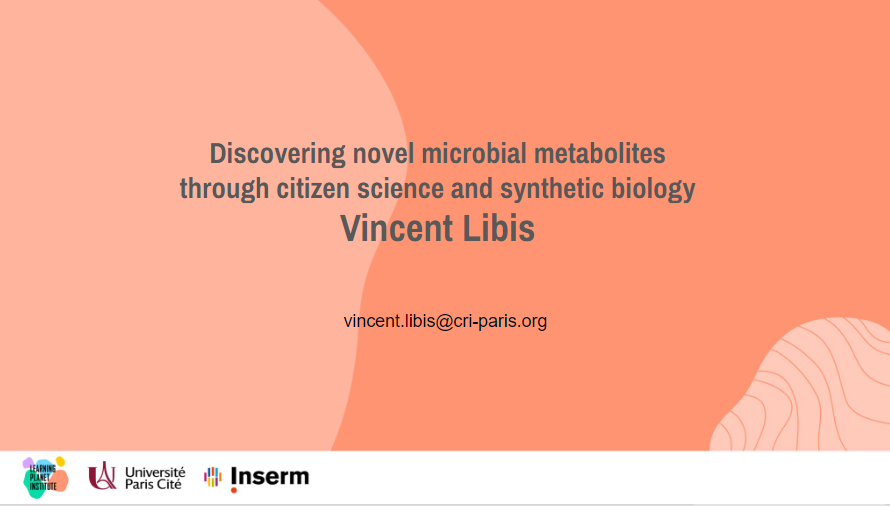 Discovering novel microbial metabolites
through citizen science and synthetic biology
Vincent Libis
vincent.libis@cri-paris.org
LEARNING
PLANET
INSTITUTE
Université
Paris Cité
Inserm